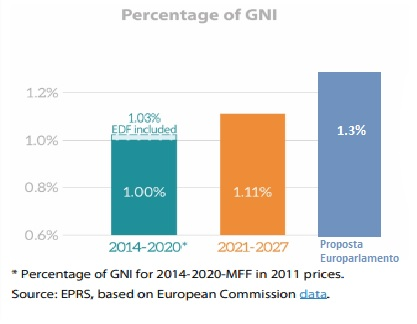 Percentage of GNI
1.2%
1.0%
0.8%
0.6%
1.03%
EDF included
1.00%
1.11%
1.3%
2014-2020*
2021-2027
Proposta
Europarlamento
* Percentage of GNI for 2014-2020-MFF in 2011 prices.
Source: EPRS, based on European Commission data.